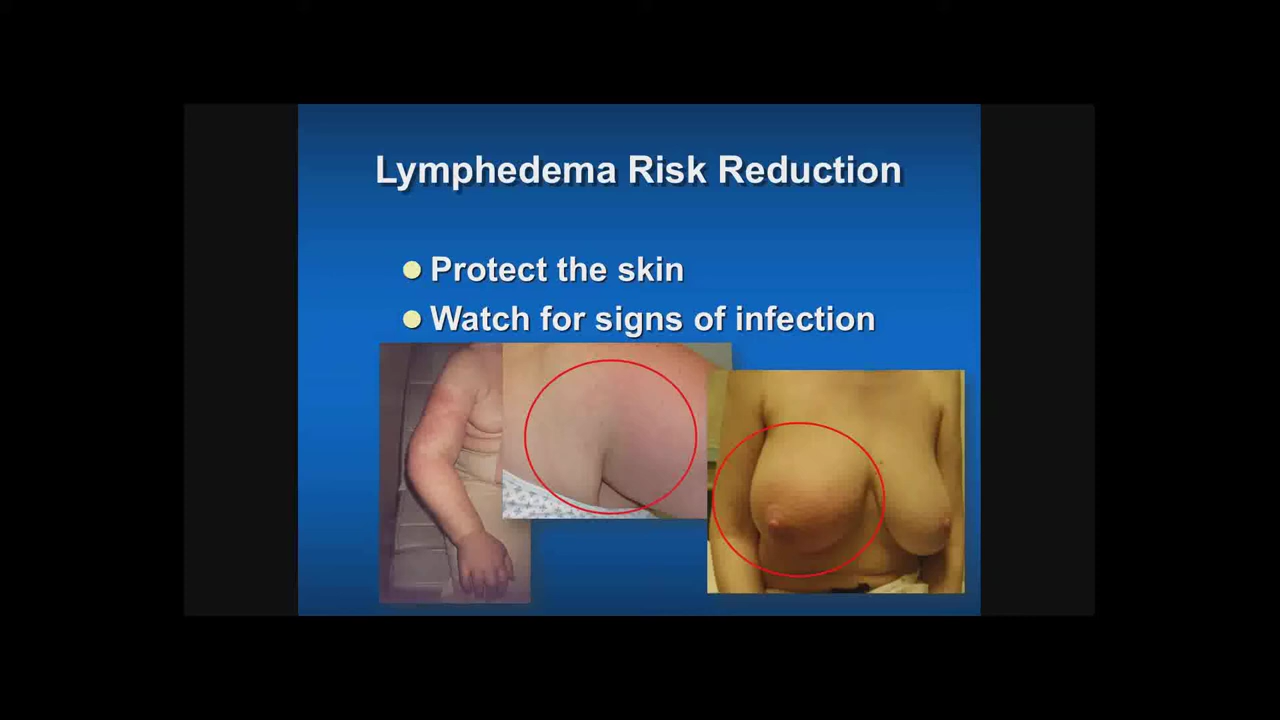 Lymphedema Risk Reduction
Protect the skin
Watch for signs of infection